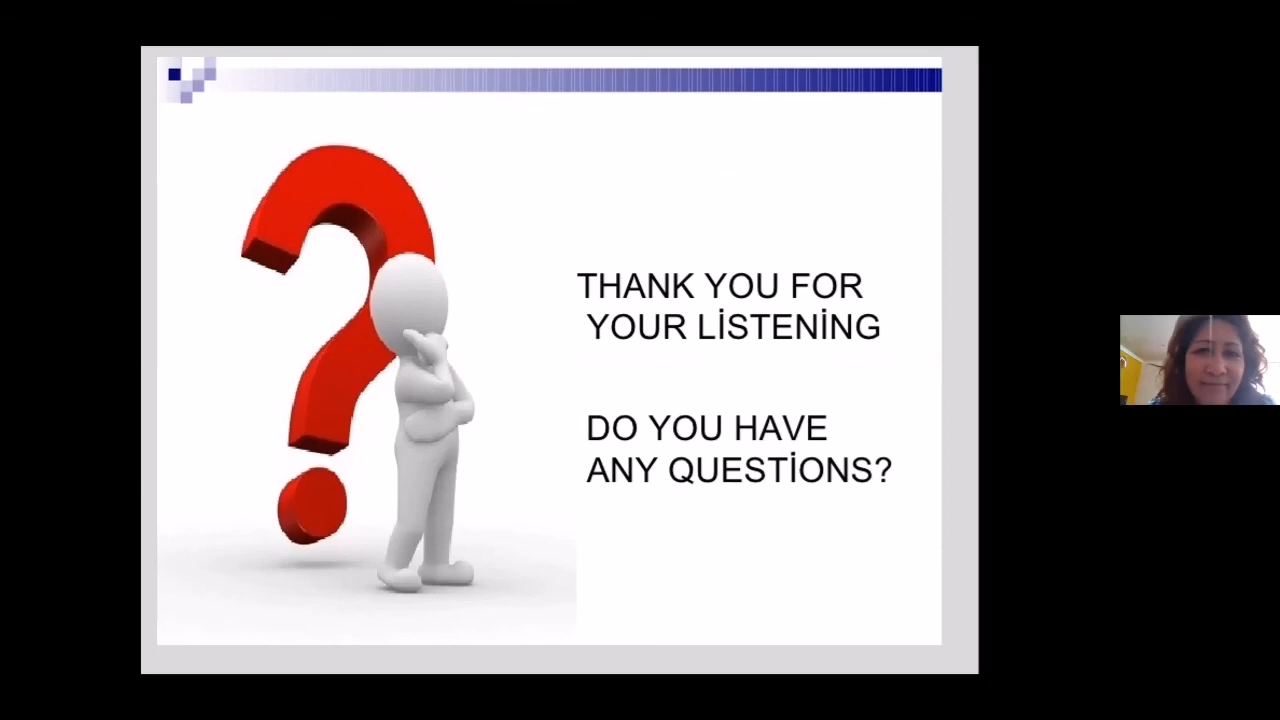 THANK YOU FOR
YOUR LİSTENİNG
DO YOU HAVE
ANY QUESTİONS?